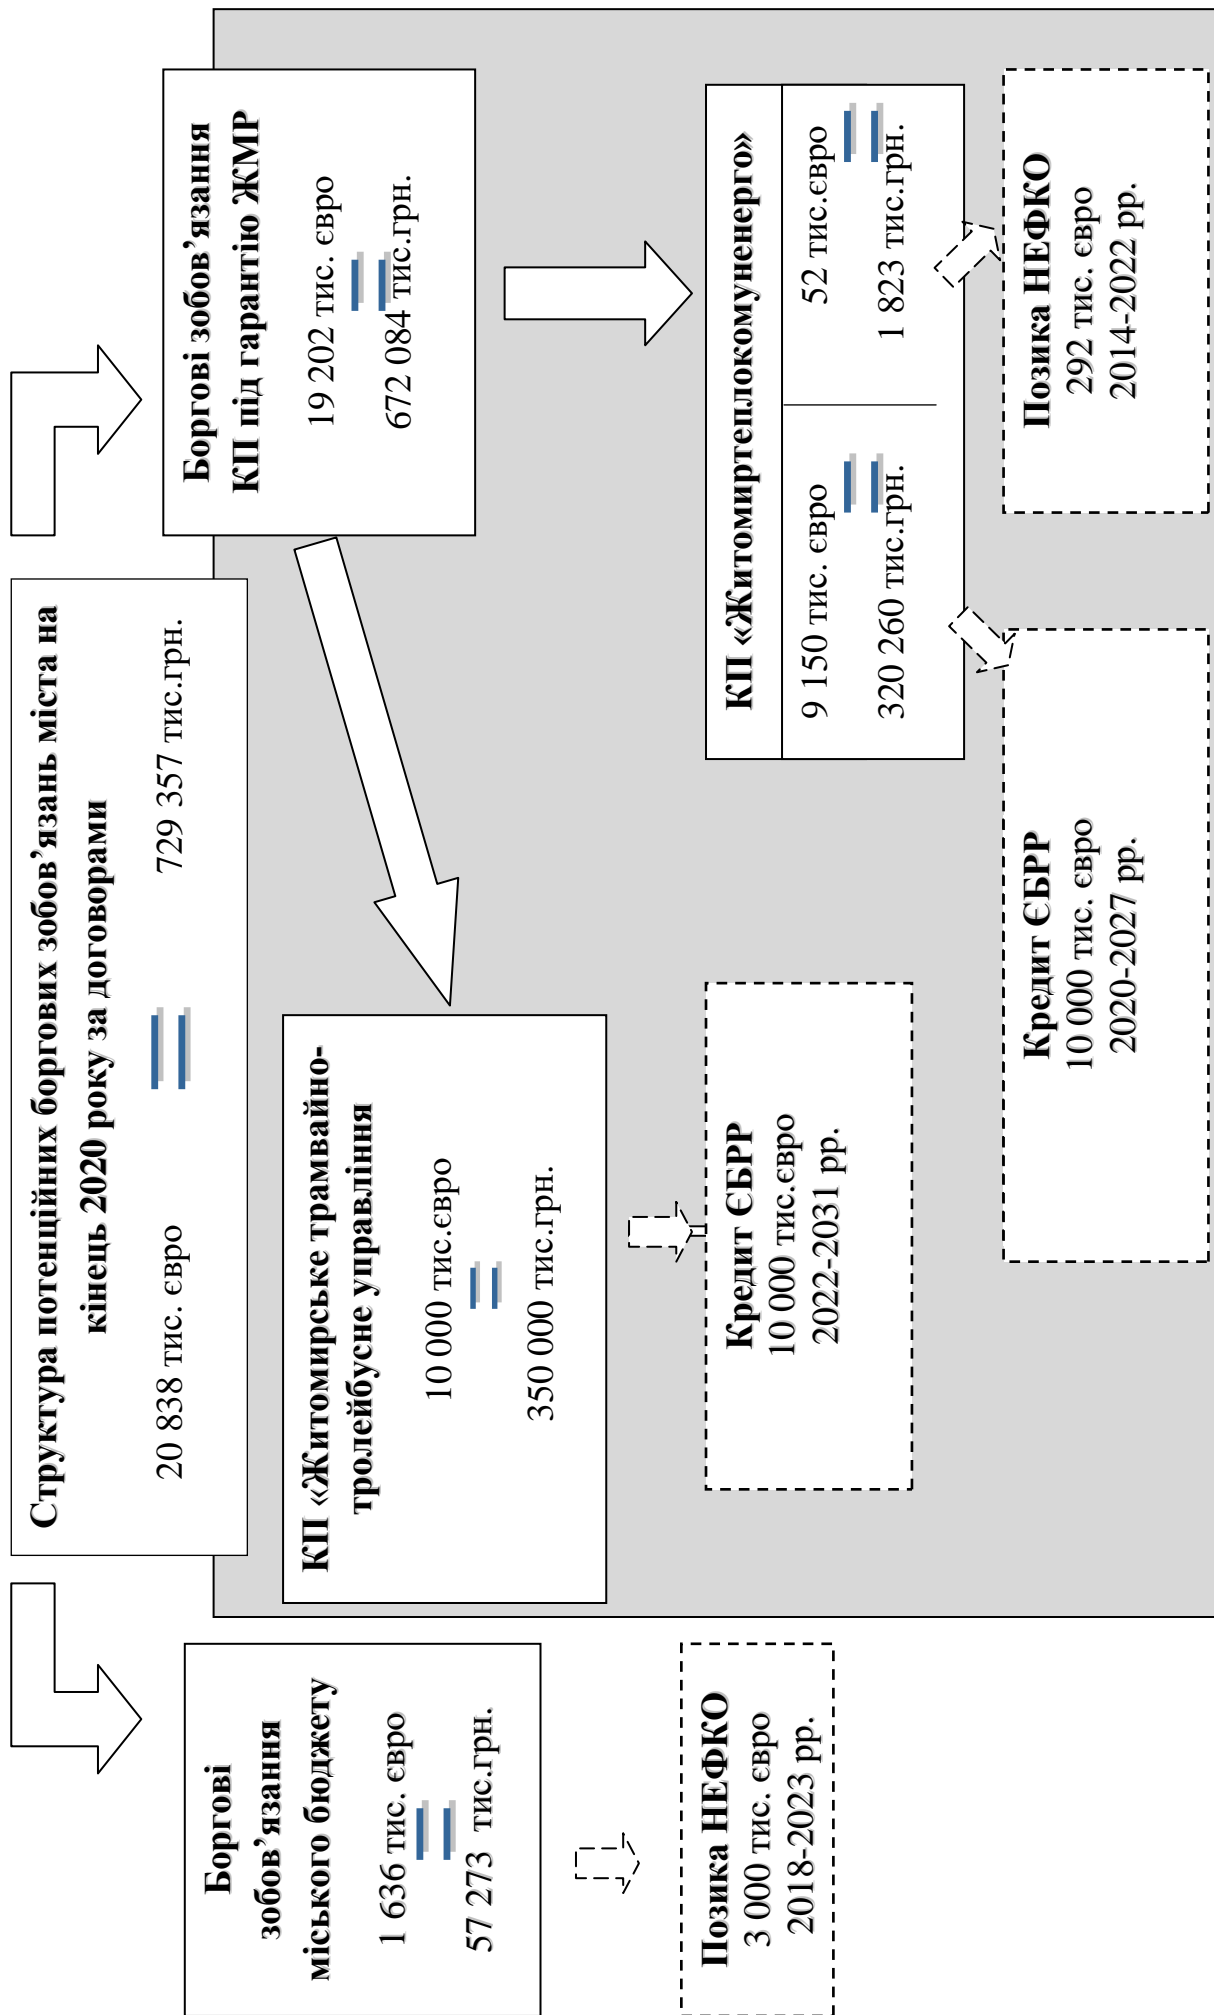 Структура потенційних боргових зобов’язань міста на
кінець 2020 року за договорами
20 838 тис. євро
729 357 тис.грн.
Боргові
зобов’язання
міського бюджету
1 636 тис. євро
57 273 тис.грн.
Позика НЕФКО
3 000 тис. євро
2018-2023 рр.
Боргові зобов’язання
КП під гарантію ЖМР
19 202 тис. євро
672 084 тис.грн.
КП «Житомирське трамвайно-
тролейбусне управління
10 000 тис.євро
350 000 тис.грн.
Кредит ЄБРР
10 000 тис.євро
2022-2031 рр.
КП «Житомиртеплокомуненерго»
9 150 тис. євро
320 260 тис.грн.
52 тис.євро
1 823 тис.грн.
Кредит ЄБРР
10 000 тис. євро
2020-2027 рр.
Позика НЕФКО
292 тис. євро
2014-2022 рр.